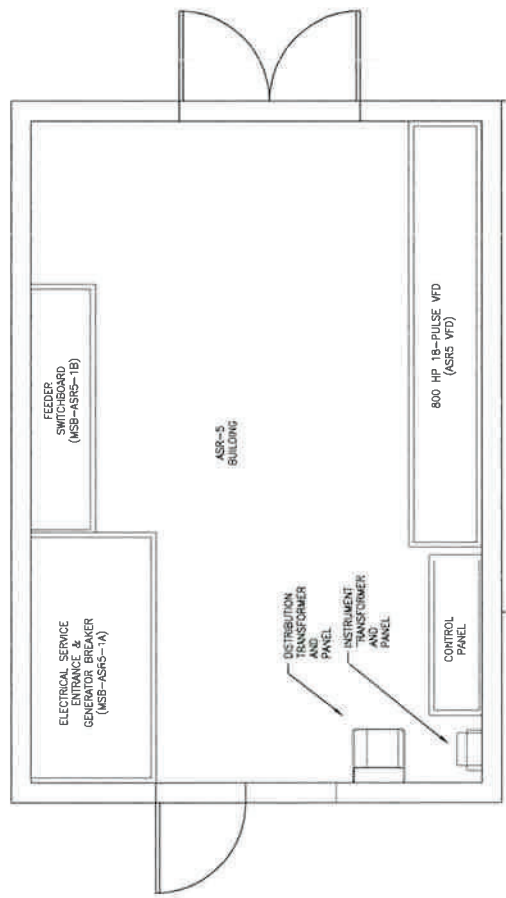 ELECTRICAL SERVICE
ENTRANCE &
GENERATOR BREAKER
(MSB-ASR5-1A)
FEEDER
SWITCHBOARD
(MSB-ASR5-1B)
ASR-5
BUILDING
DISTRIBUTION
TRANSFORMER
AND
PANEL
INSTRUMENT
TRANSFORMER
AND
PANEL
CONTROL
PANEL
800 HP 18-PULSE VFD
(ASR5 VFD)